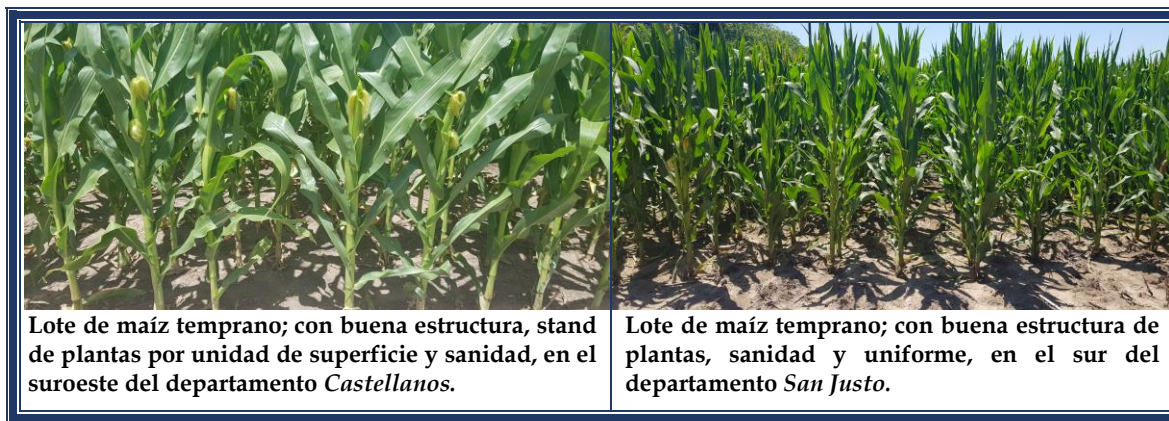 Lote de maíz temprano; con buena estructura, stand
de plantas por unidad de superficie y sanidad, en el
suroeste del departamento Castellanos.
Lote de maíz temprano; con buena estructura de
plantas, sanidad y uniforme, en el sur del
departamento San Justo.